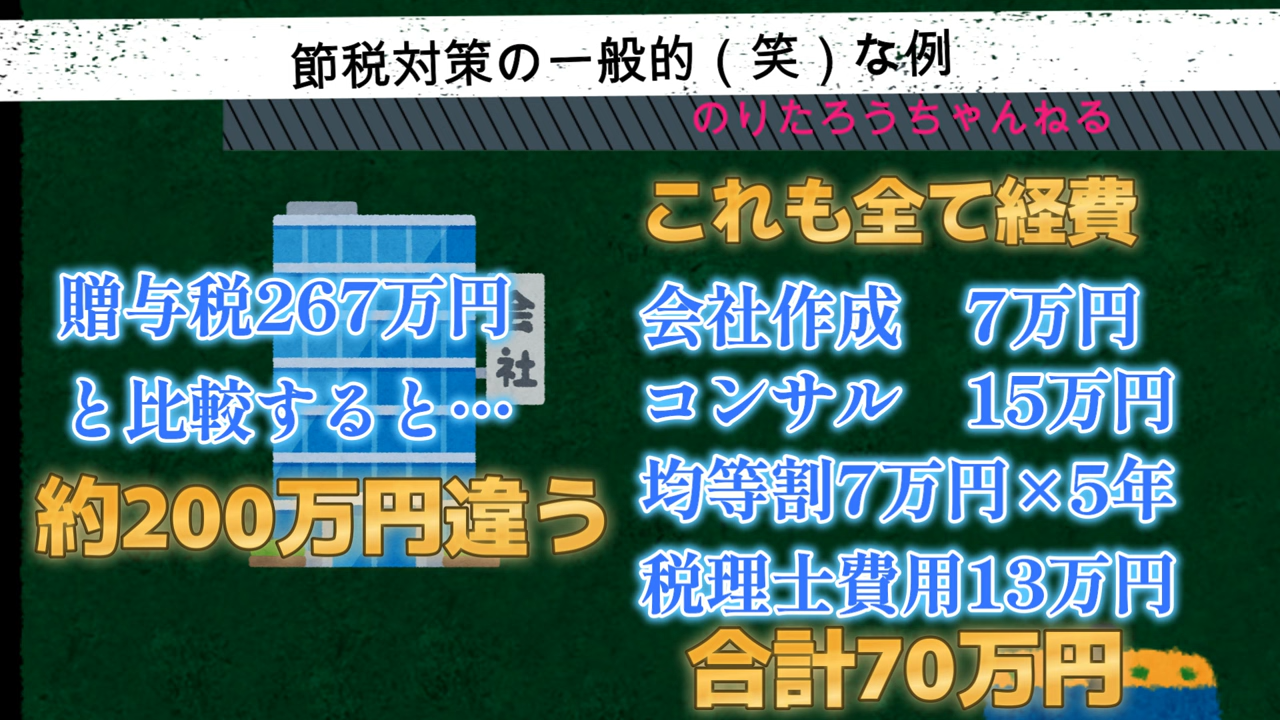 節税対策の一般的(笑)な例
のりたろうちゃんねる
これも全て経費
会社
贈与税267万円
と比較すると…
約200万円違う
会社作成 7万円
コンサル 15万円
均等割7万円×5年
税理士費用13万円
合計70万円